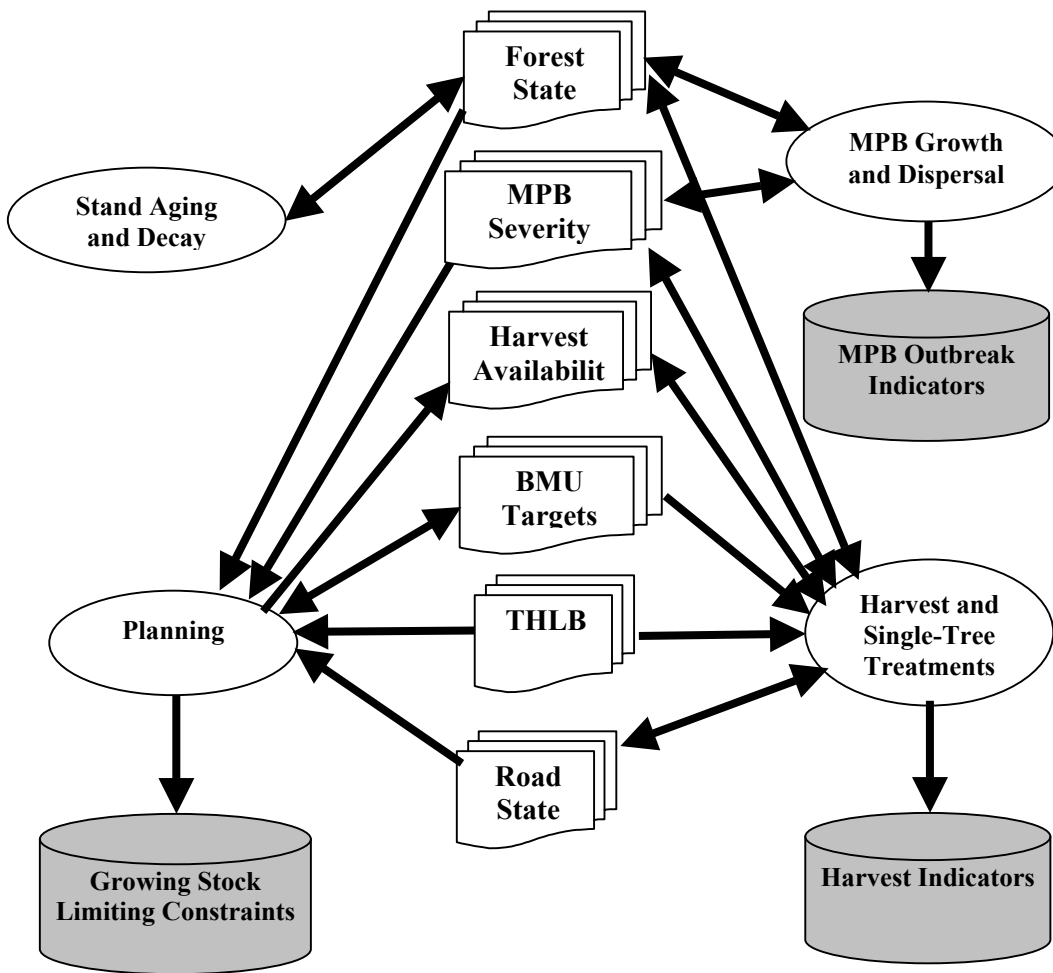 Forest
State
MPB Growth
and Dispersal
Stand Aging
and Decay
MPB
Severity
Harvest
Availabilit
MPB Outbreak
Indicators
BMU
Targets
Planning
THLB
Harvest and
Single-Tree
Treatments
Road
State
Growing Stock
Limiting Constraints
Harvest Indicators